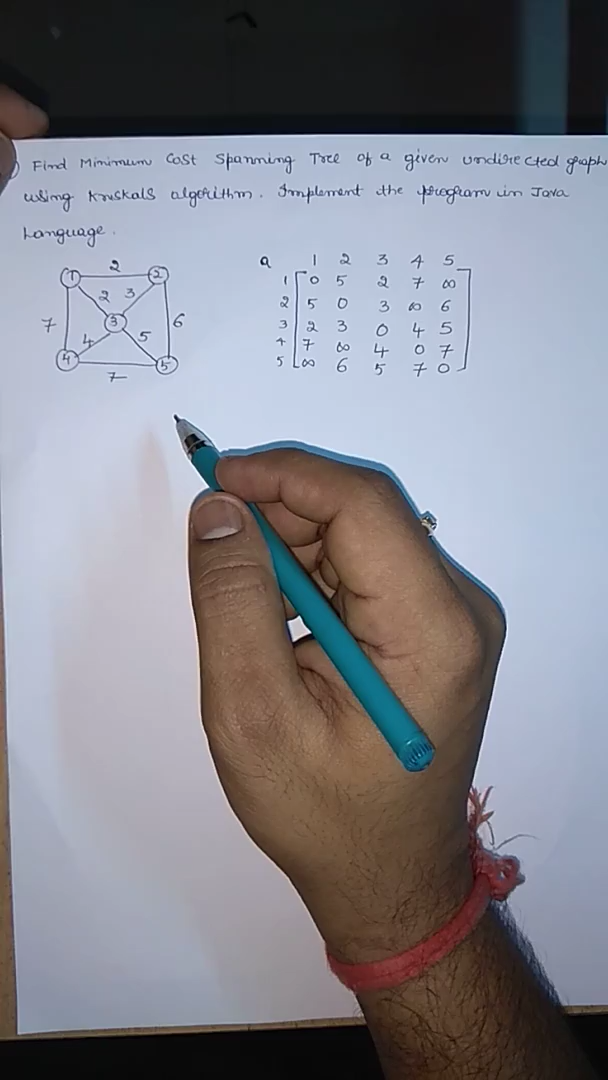 Find Minimum Cost Spanning Tree of a given undirected graph
using Kruskals algorithm. Implement the program in Java
Language.
a 1 2 3 4 5
1 0 5 2 7 ∞
2 5 0 3 ∞ 6
3 2 3 0 4 5
4 7 ∞ 4 0 7
5 ∞ 6 5 7 0
2
1 2
2 3
7 3 6
4 5
4 5
7